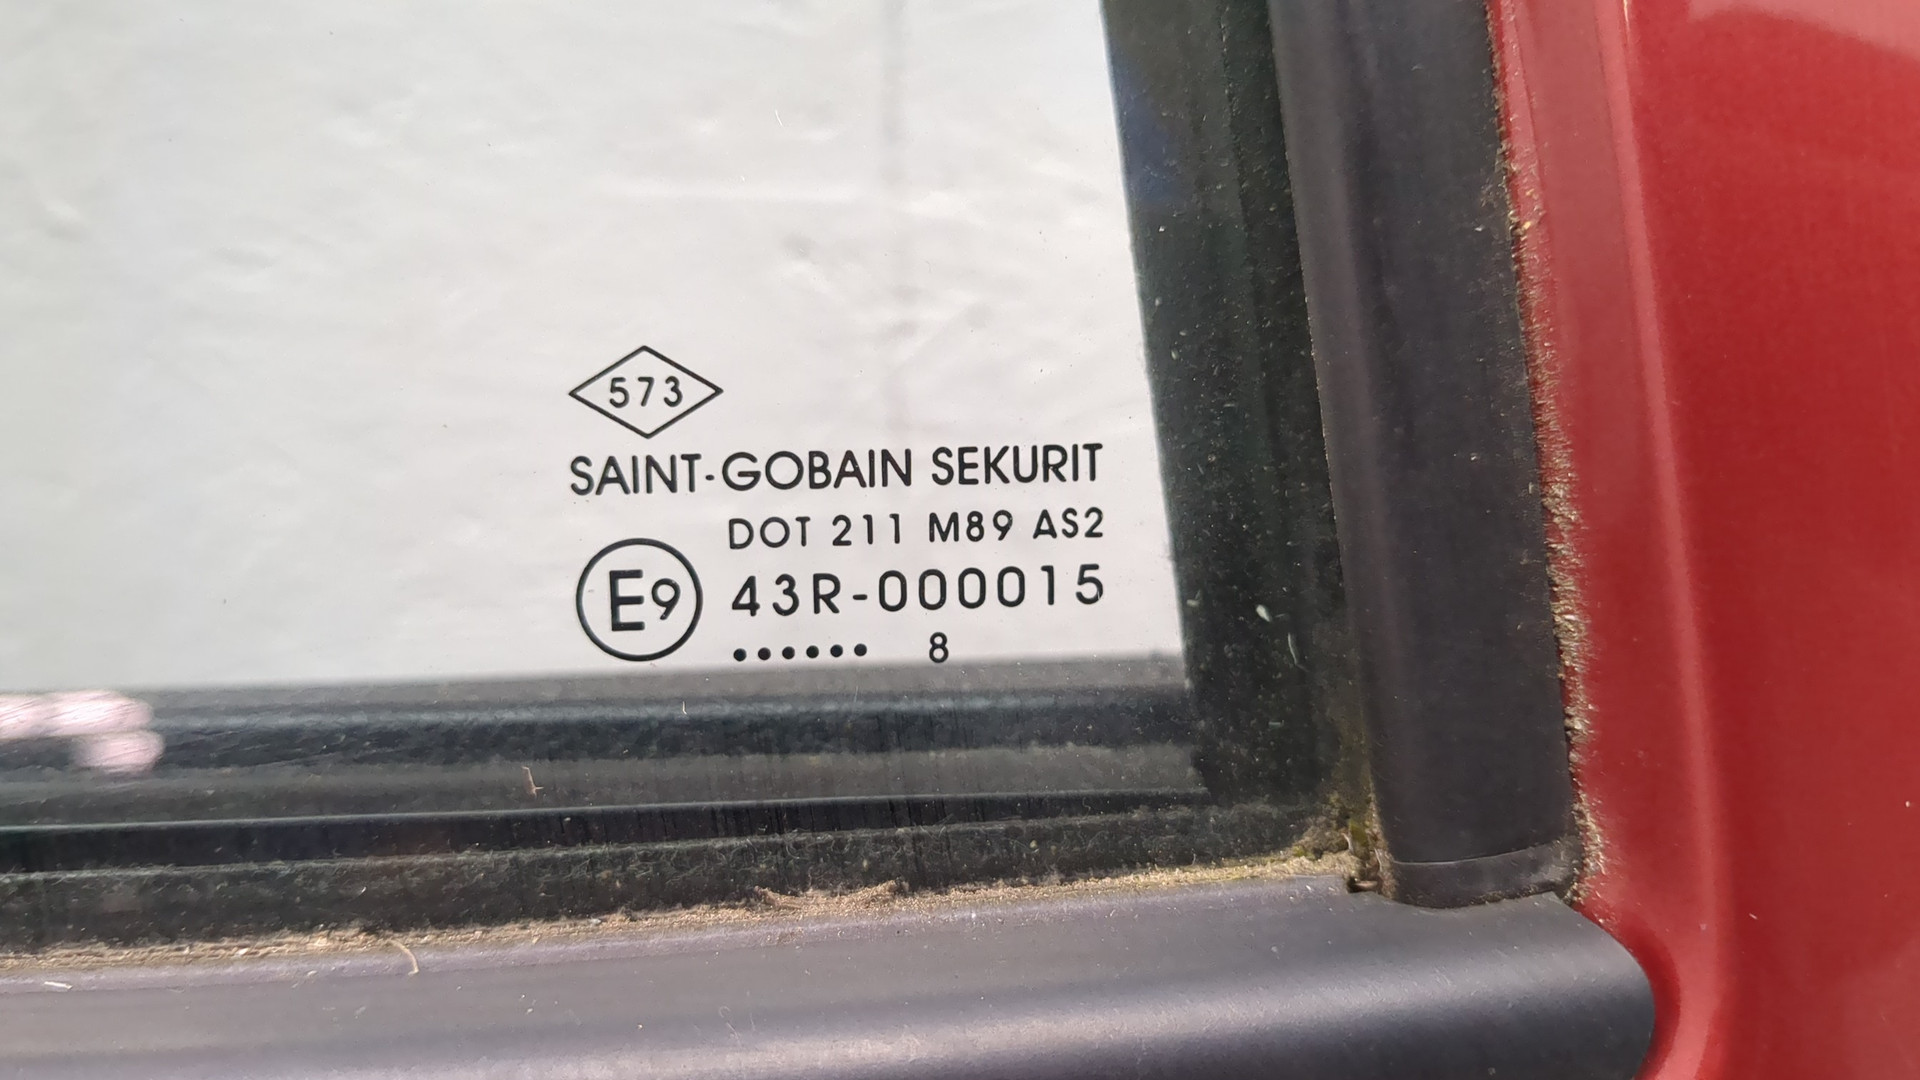 573
SAINT-GOBAIN SEKURIT
DOT 211 M89 AS2
E9 43R-000015
...... 8